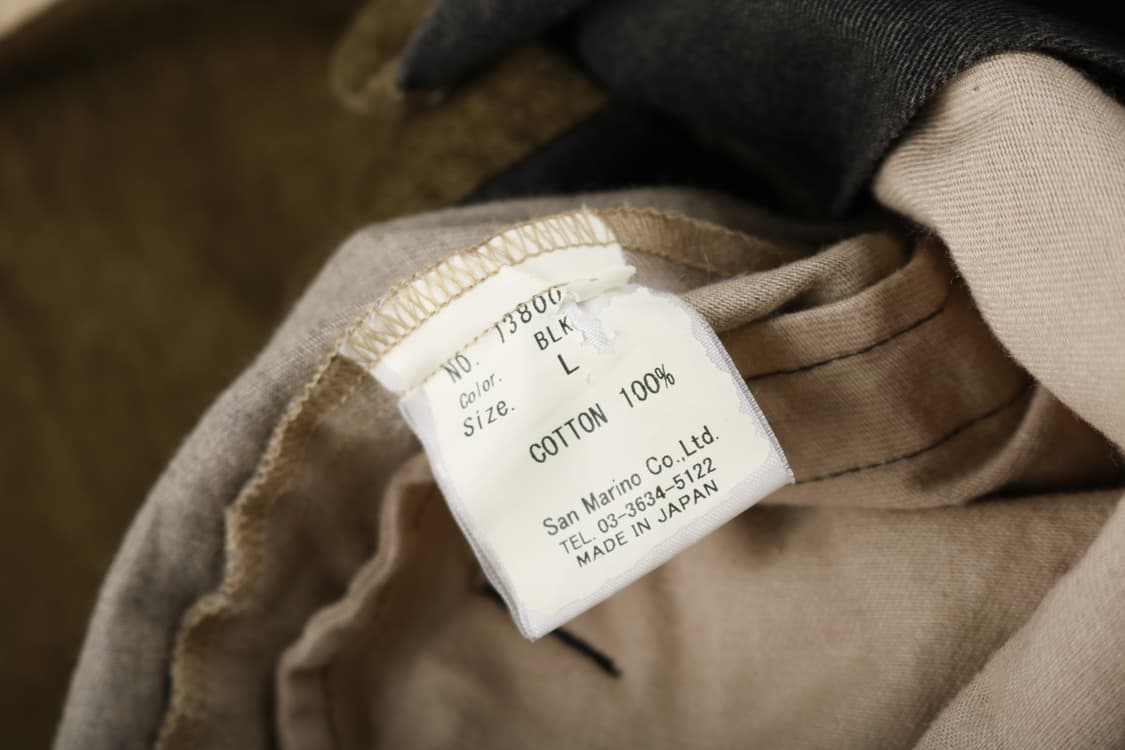 NO. 13800
Color. BLK
Size. L
COTTON 100%
San Marino Co.,Ltd.
TEL. 03-3634-5122
MADE IN JAPAN